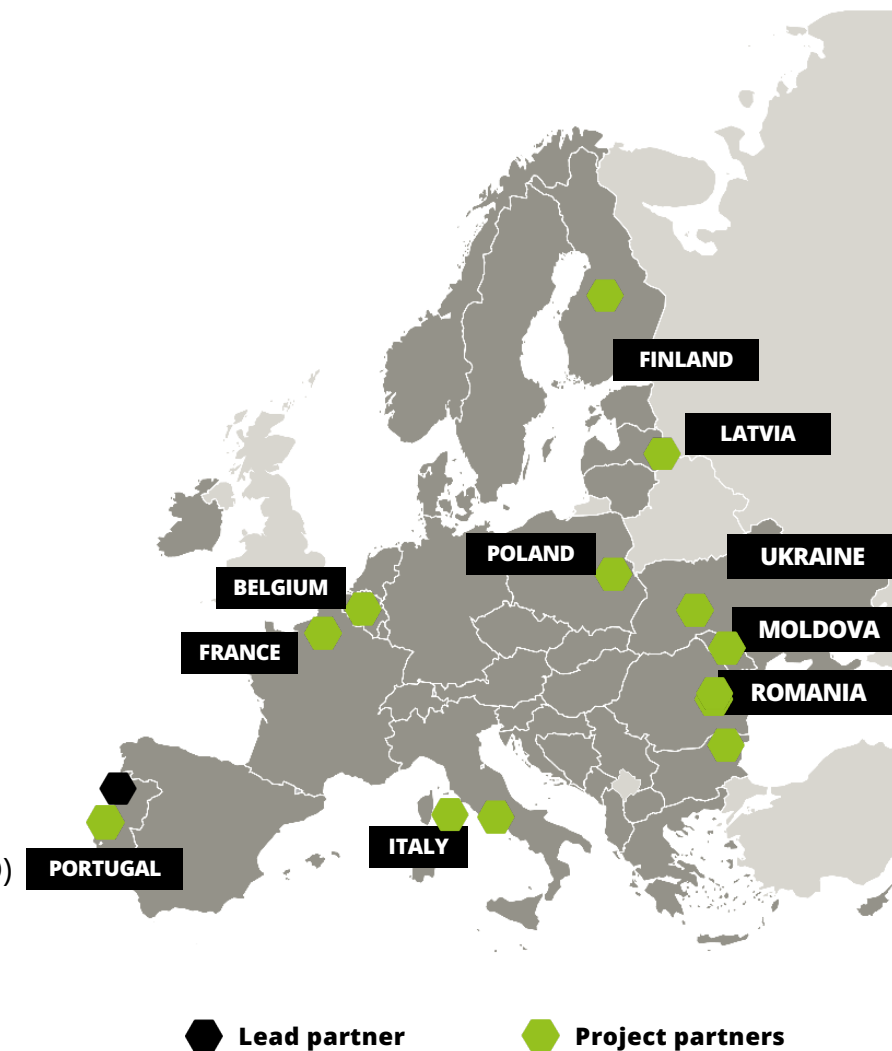 FINLAND
LATVIA
POLAND
UKRAINE
BELGIUM
MOLDOVA
FRANCE
ROMANIA
ITALY
)
PORTUGAL
Lead partner
Project partners